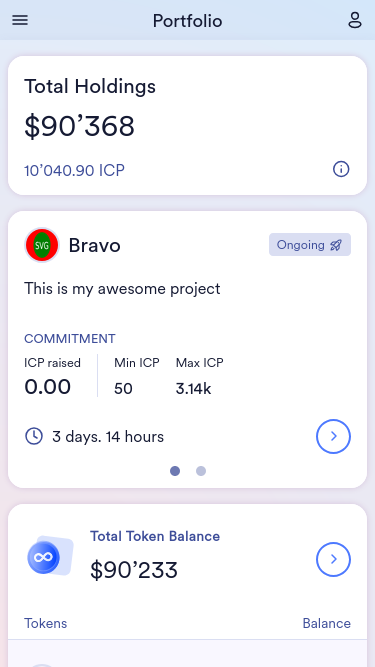 Portfolio
Total Holdings
$90’368
10’040.90 ICP
SVG
Bravo
Ongoing
This is my awesome project
COMMITMENT
ICP raised
0.00
Min ICP
50
Max ICP
3.14k
3 days. 14 hours
Total Token Balance
$90’233
Tokens
Balance